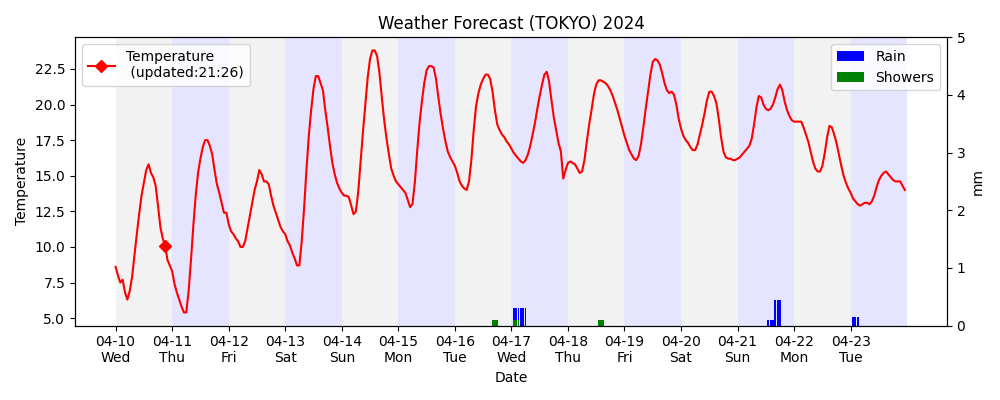 Weather Forecast (TOKYO) 2024
Temperature
(updated:21:26)
Rain
Showers
Temperature
22.5
20.0
17.5
15.0
12.5
10.0
7.5
5.0
5
4
3
2
1
0
mm
04-10 04-11 04-12 04-13 04-14 04-15 04-16 04-17 04-18 04-19 04-20 04-21 04-22 04-23
Wed Thu Fri Sat Sun Mon Tue Wed Thu Fri Sat Sun Mon Tue
Date